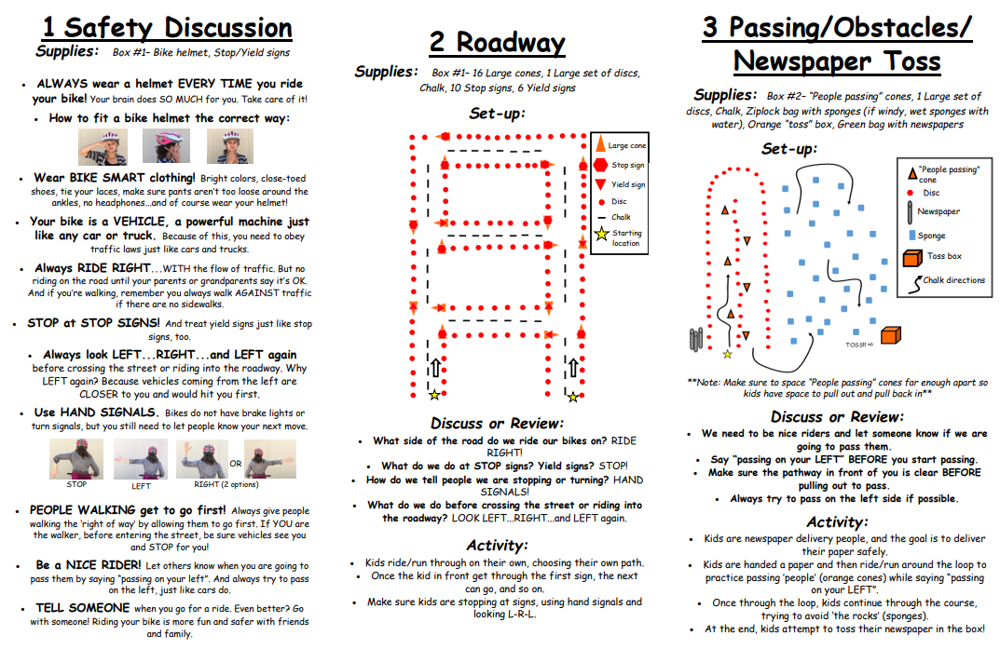 1 Safety Discussion
Supplies: Box #1– Bike helmet, Stop/Yield signs
• ALWAYS wear a helmet EVERY TIME you ride
your bike! Your brain does SO MUCH for you. Take care of it!
• How to fit a bike helmet the correct way:
• Wear BIKE SMART clothing! Bright colors, close-toed
shoes, tie your laces, make sure pants aren't too loose around the
ankles, no headphones...and of course wear your helmet!
• Your bike is a VEHICLE, a powerful machine just
like any car or truck. Because of this, you need to obey
traffic laws just like cars and trucks.
• Always RIDE RIGHT...WITH the flow of traffic. But no
riding on the road until your parents or grandparents say it's OK.
And if you're walking, remember you always walk AGAINST traffic
if there are no sidewalks.
• STOP at STOP SIGNS! And treat yield signs just like stop
signs, too.
• Always look LEFT...RIGHT...and LEFT again
before crossing the street or riding into the roadway. Why
LEFT again? Because vehicles coming from the left are
CLOSER to you and would hit you first.
• Use HAND SIGNALS. Bikes do not have brake lights or
turn signals, but you still need to let people know your next move.
OR
STOP LEFT RIGHT (2 options)
• PEOPLE WALKING get to go first! Always give people
walking the 'right of way' by allowing them to go first. If YOU are
the walker, before entering the street, be sure vehicles see you
and STOP for you!
• Be a NICE RIDER! Let others know when you are going to
pass them by saying "passing on your left". And always try to pass
on the left, just like cars do.
• TELL SOMEONE when you go for a ride. Even better? Go
with someone! Riding your bike is more fun and safer with friends
and family.
2 Roadway
Supplies: Box #1– 16 Large cones, 1 Large set of discs,
Chalk, 10 Stop signs, 6 Yield signs
Set-up:
Large cone
Stop sign
Yield sign
Disc
Chalk
Starting
location
Discuss or Review:
• What side of the road do we ride our bikes on? RIDE
RIGHT!
• What do we do at STOP signs? Yield signs? STOP!
• How do we tell people we are stopping or turning? HAND
SIGNALS!
• What do we do before crossing the street or riding into
the roadway? LOOK LEFT...RIGHT...and LEFT again.
Activity:
• Kids ride/run through on their own, choosing their own path.
• Once the kid in front get through the first sign, the next
can go, and so on.
• Make sure kids are stopping at signs, using hand signals and
looking L-R-L.
3 Passing/Obstacles/
Newspaper Toss
Supplies: Box #2– "People passing" cones, 1 Large set of
discs, Chalk, Ziplock bag with sponges (if windy, wet sponges with
water), Orange "toss" box, Green bag with newspapers
Set-up:
"People passing"
cone
Disc
Newspaper
Sponge
Toss box
Chalk directions
TOSS!! ⇨
**Note: Make sure to space "People passing" cones far enough apart so
kids have space to pull out and pull back in**
Discuss or Review:
• We need to be nice riders and let someone know if we are
going to pass them.
• Say "passing on your LEFT" BEFORE you start passing.
• Make sure the pathway in front of you is clear BEFORE
pulling out to pass.
• Always try to pass on the left side if possible.
Activity:
• Kids are newspaper delivery people, and the goal is to deliver
their paper safely.
• Kids are handed a paper and then ride/run around the loop to
practice passing 'people' (orange cones) while saying "passing
on your LEFT".
• Once through the loop, kids continue through the course,
trying to avoid 'the rocks' (sponges).
• At the end, kids attempt to toss their newspaper in the box!